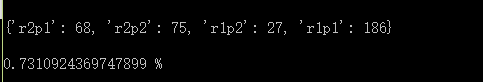 {'r2p1': 68, 'r2p2': 75, 'r1p2': 27, 'r1p1': 186}
0.7310924369747899 %